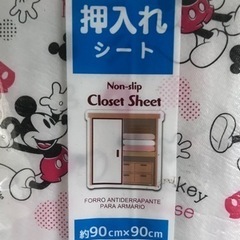 押入れ
シート
Non-slip
Closet Sheet
FORRO ANTIDERRAPANTE
PARA ARMARIO
約90cm×90cm